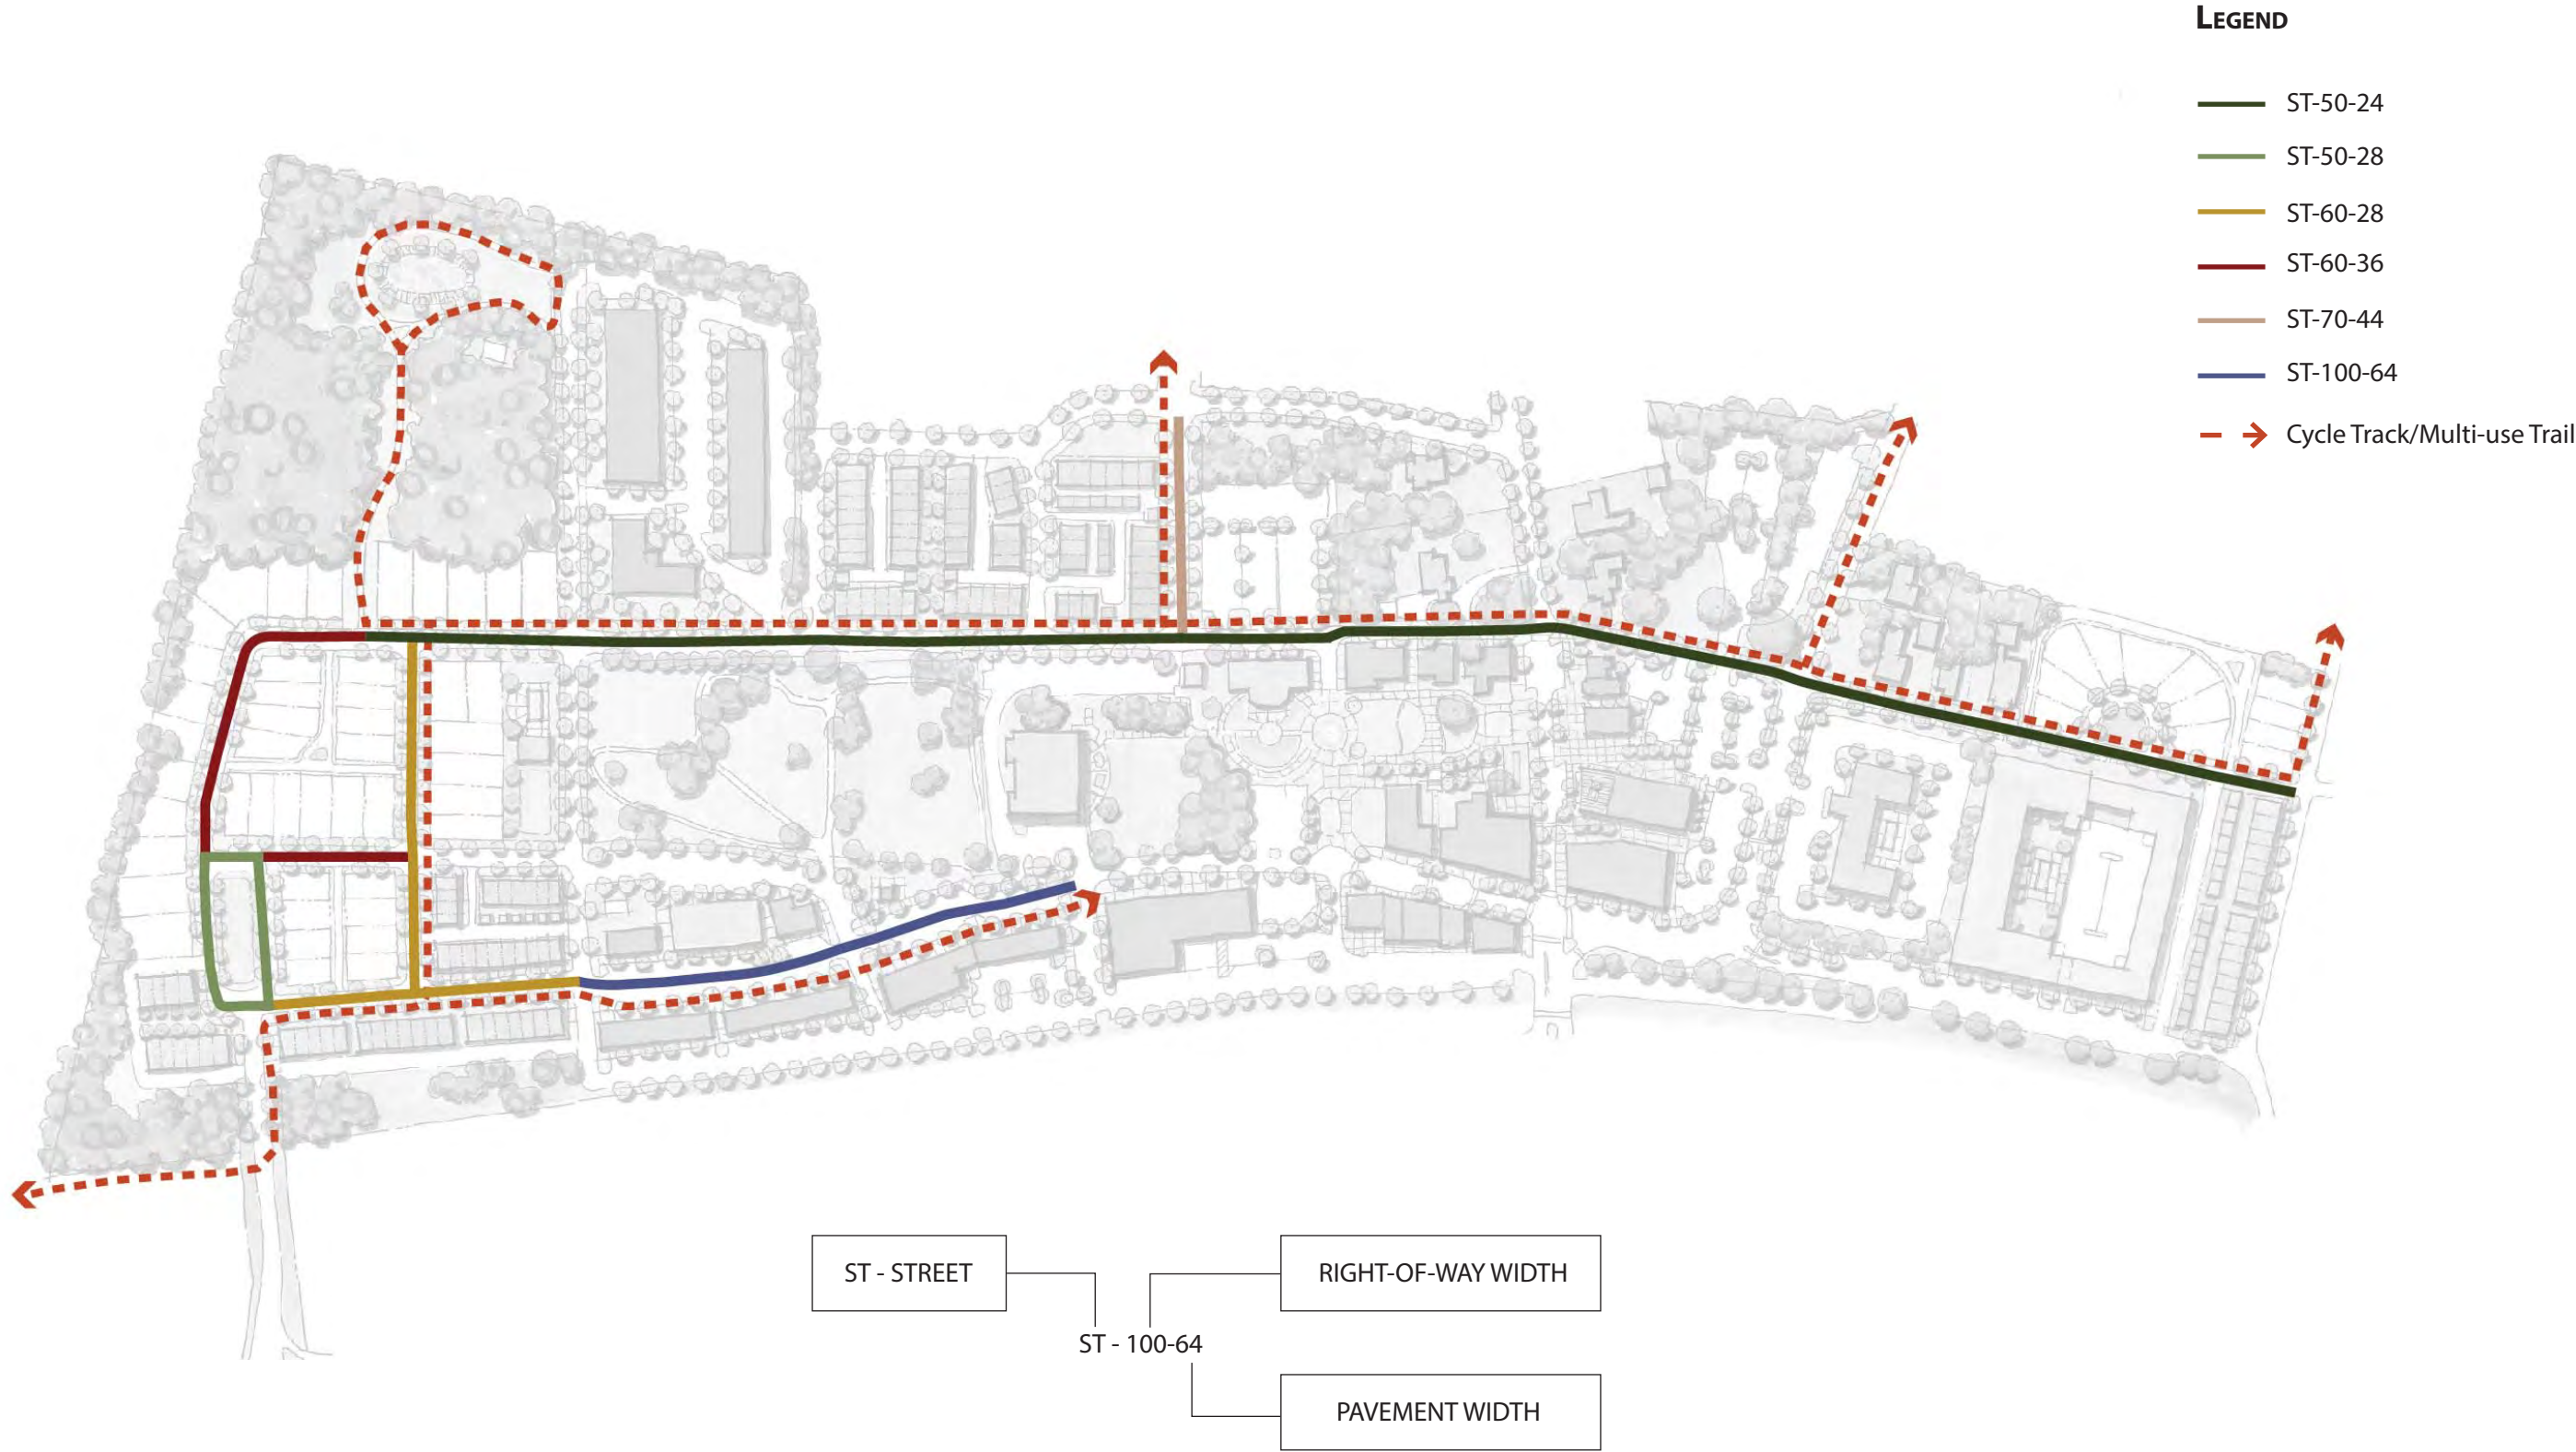 LEGEND
ST-50-24
ST-50-28
ST-60-28
ST-60-36
ST-70-44
ST-100-64
Cycle Track/Multi-use Trail
ST - STREET
RIGHT-OF-WAY WIDTH
ST - 100-64
PAVEMENT WIDTH